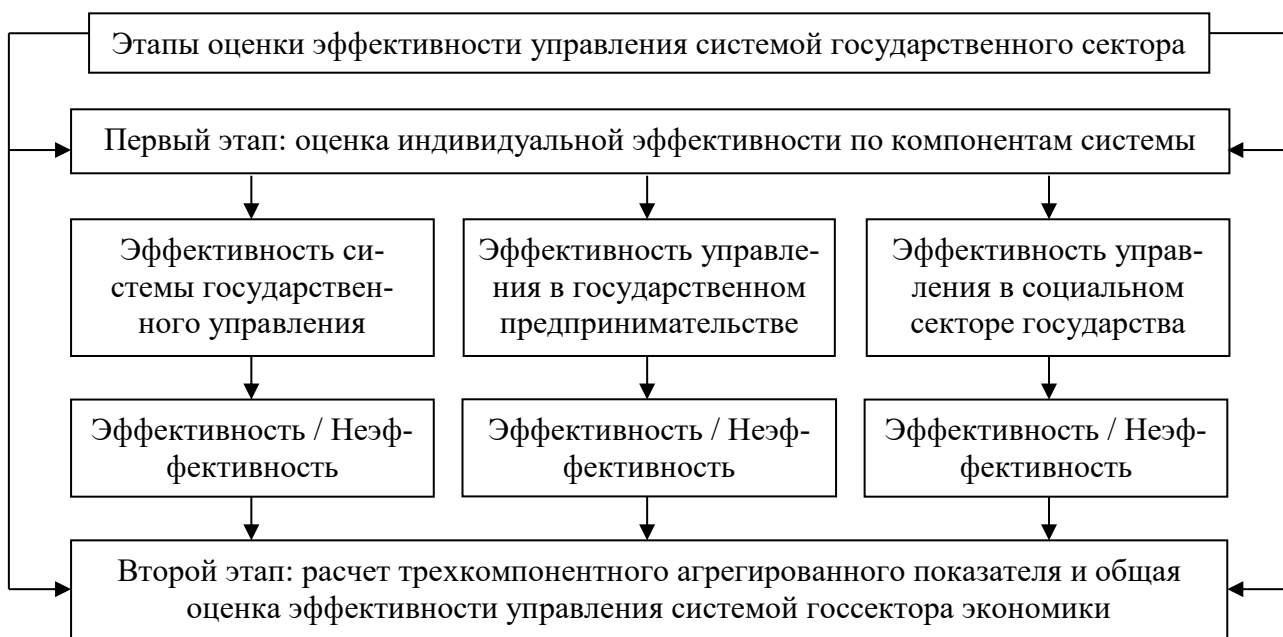 Этапы оценки эффективности управления системой государственного сектора
Первый этап: оценка индивидуальной эффективности по компонентам системы
Эффективность си-
стемы государствен-
ного управления
Эффективность управле-
ния в государственном
предпринимательстве
Эффективность управ-
ления в социальном
секторе государства
Эффективность / Неэф-
фективность
Эффективность / Неэф-
фективность
Эффективность / Неэф-
фективность
Второй этап: расчет трехкомпонентного агрегированного показателя и общая
оценка эффективности управления системой госсектора экономики